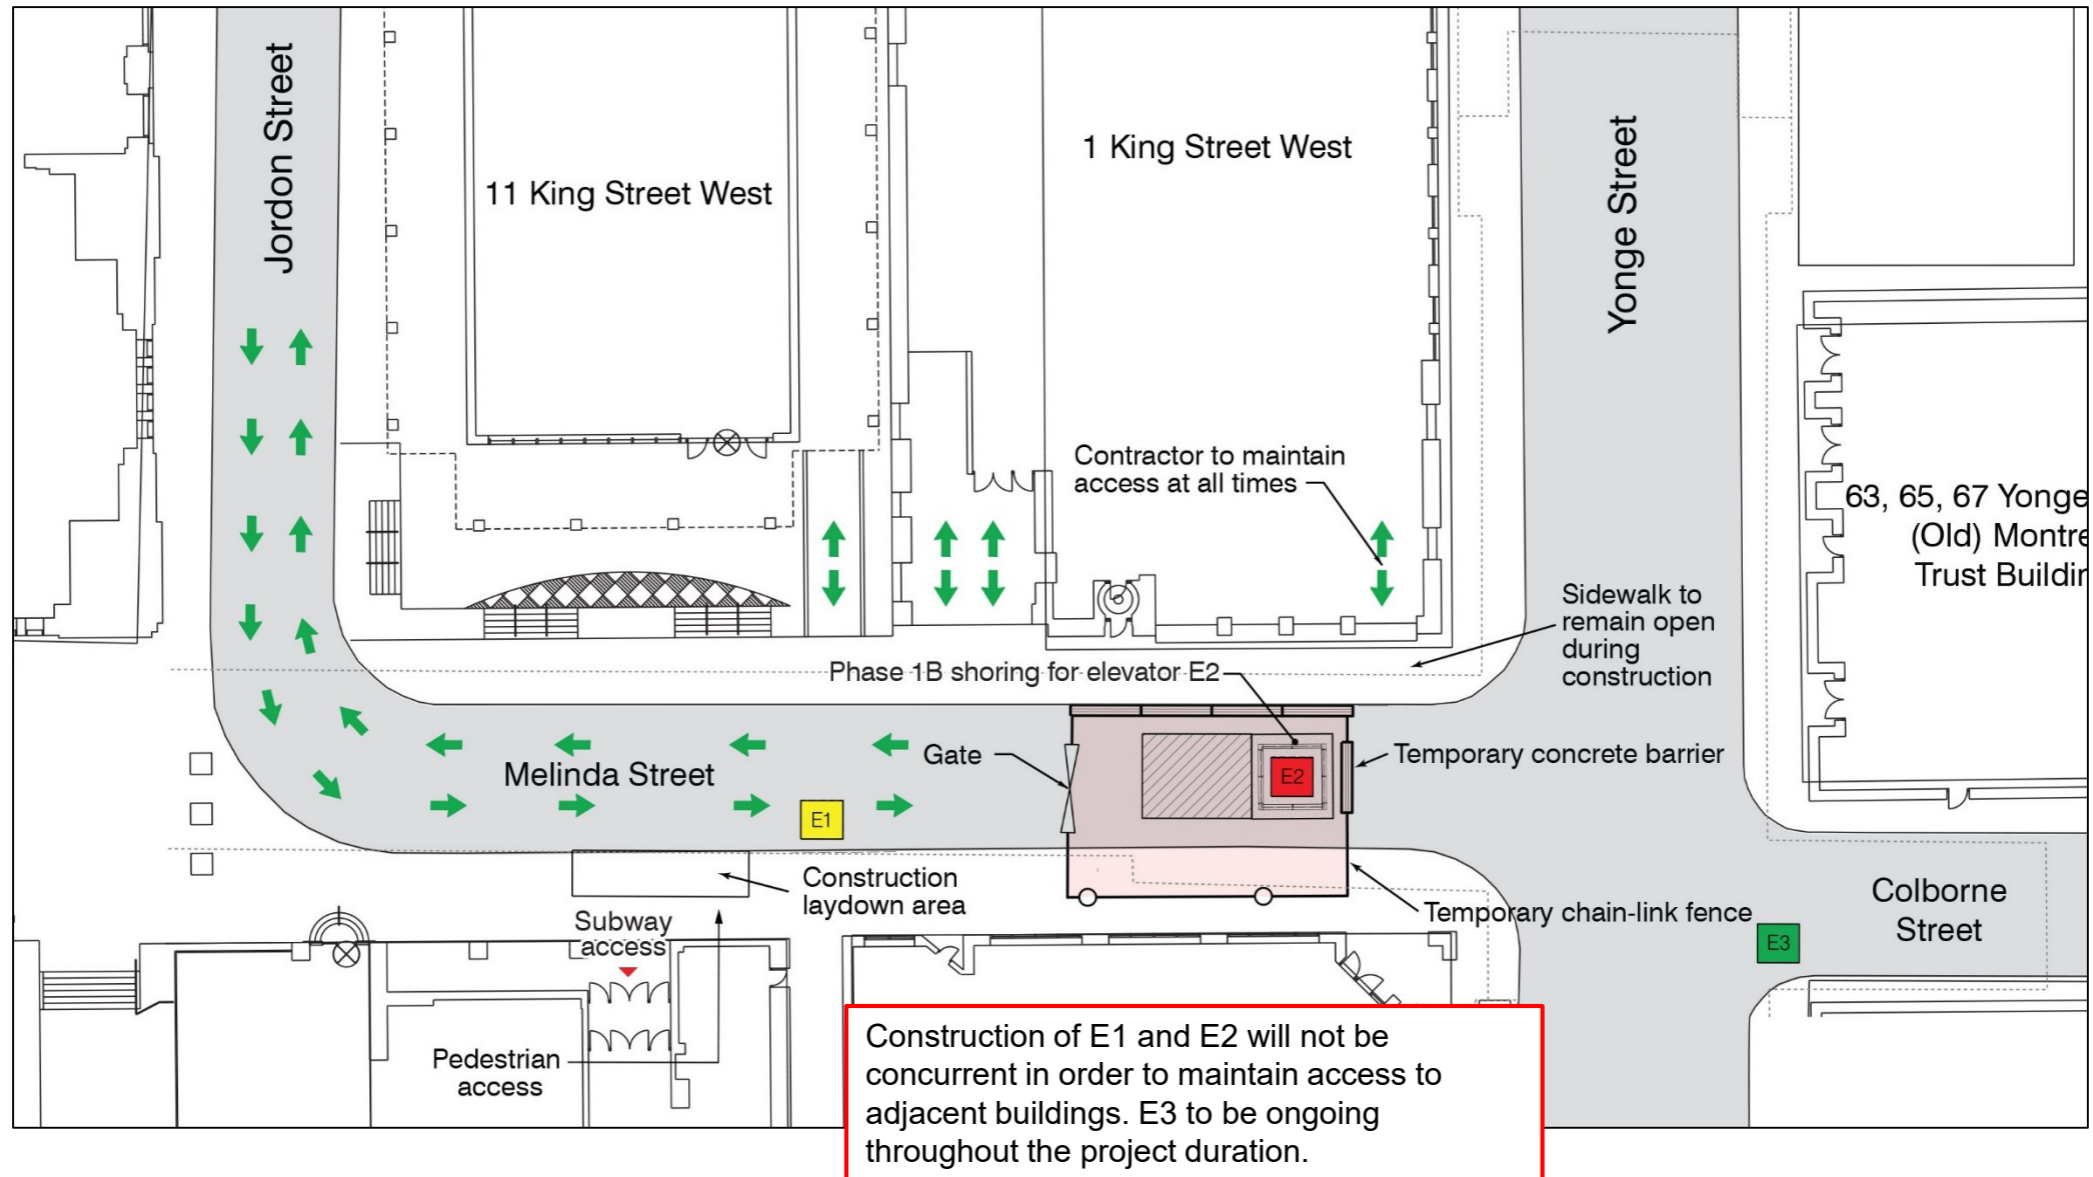 Jordon Street
11 King Street West
1 King Street West
Yonge Street
Contractor to maintain
access at all times
63, 65, 67 Yonge
(Old) Montre
Trust Buildin
Sidewalk to
remain open
during
construction
Phase 1B shoring for elevator E2
Gate
Temporary concrete barrier
Melinda Street
E2
E1
Construction
laydown area
Colborne
Street
Temporary chain-link fence
E3
Subway
access
Pedestrian
access
Construction of E1 and E2 will not be
concurrent in order to maintain access to
adjacent buildings. E3 to be ongoing
throughout the project duration.